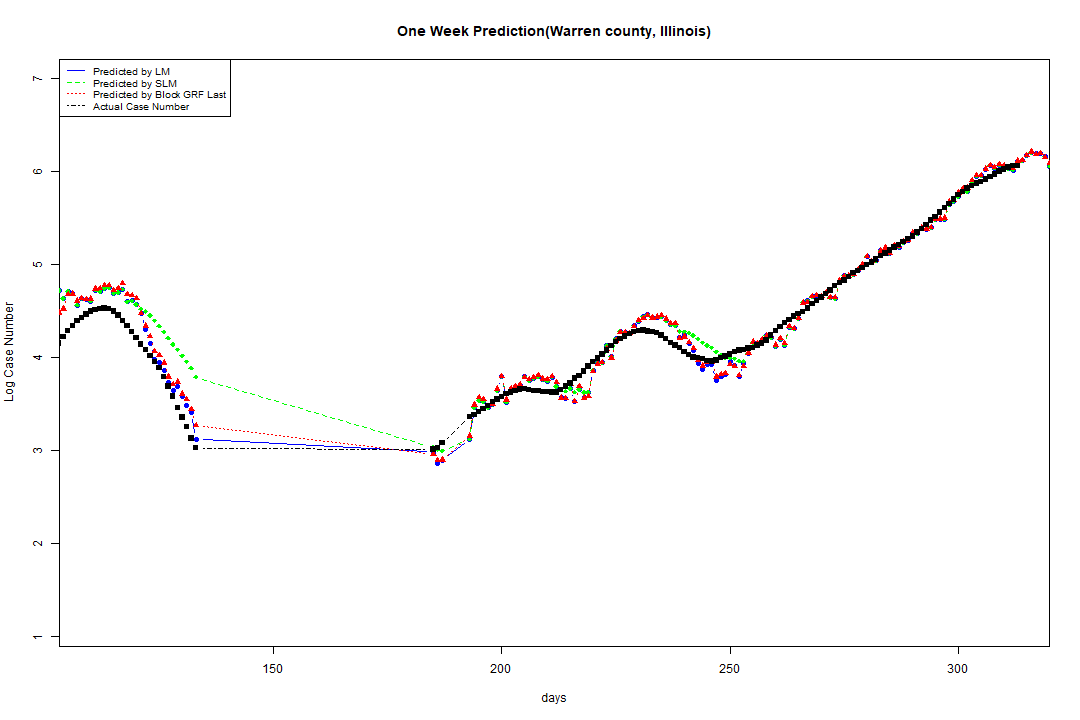 One Week Prediction(Warren county, Illinois)
Predicted by LM
Predicted by SLM
Predicted by Block GRF Last
Actual Case Number
7
6
5
4
3
2
1
Log Case Number
150 200 250 300
days